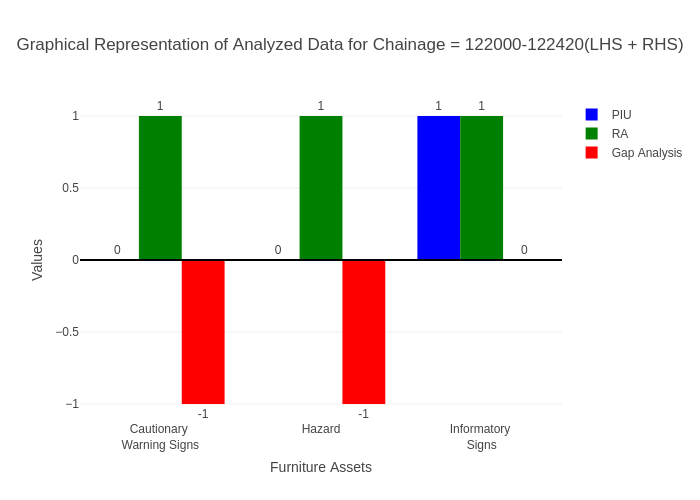 Graphical Representation of Analyzed Data for Chainage = 122000-122420(LHS + RHS)
PIU
RA
Gap Analysis
Values
1
0.5
0
−0.5
−1
0
1
-1
0
1
-1
1
1
0
Cautionary
Warning Signs
Hazard
Informatory
Signs
Furniture Assets